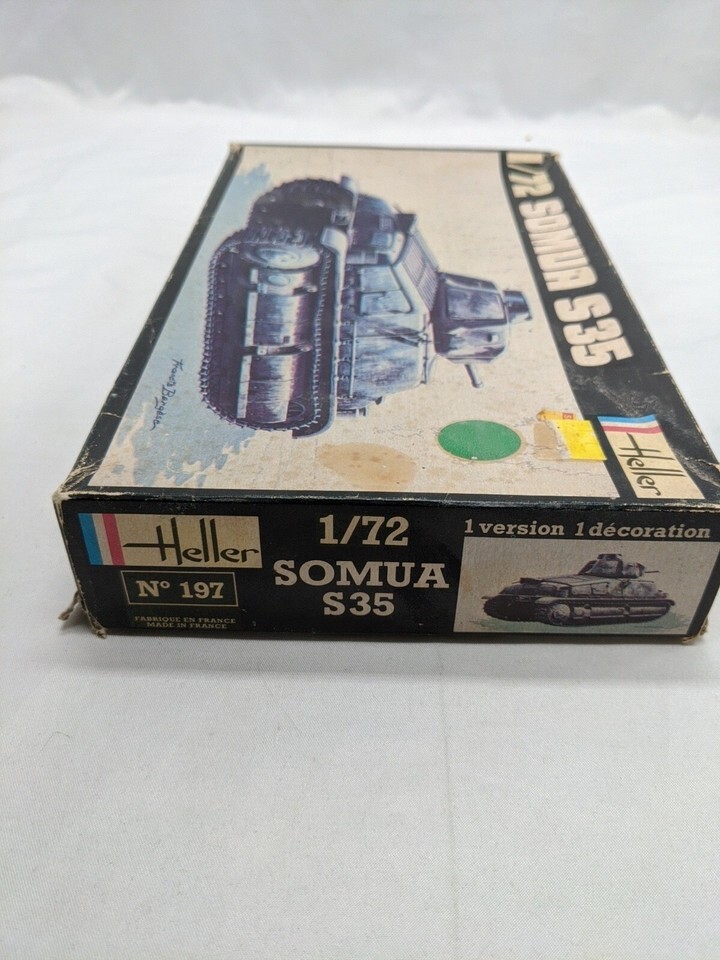 1/72 SOMUA S35
Heller
Heller
Nº 197
FABRIQUE EN FRANCE
MADE IN FRANCE
1/72
SOMUA
S35
1 version 1 décoration